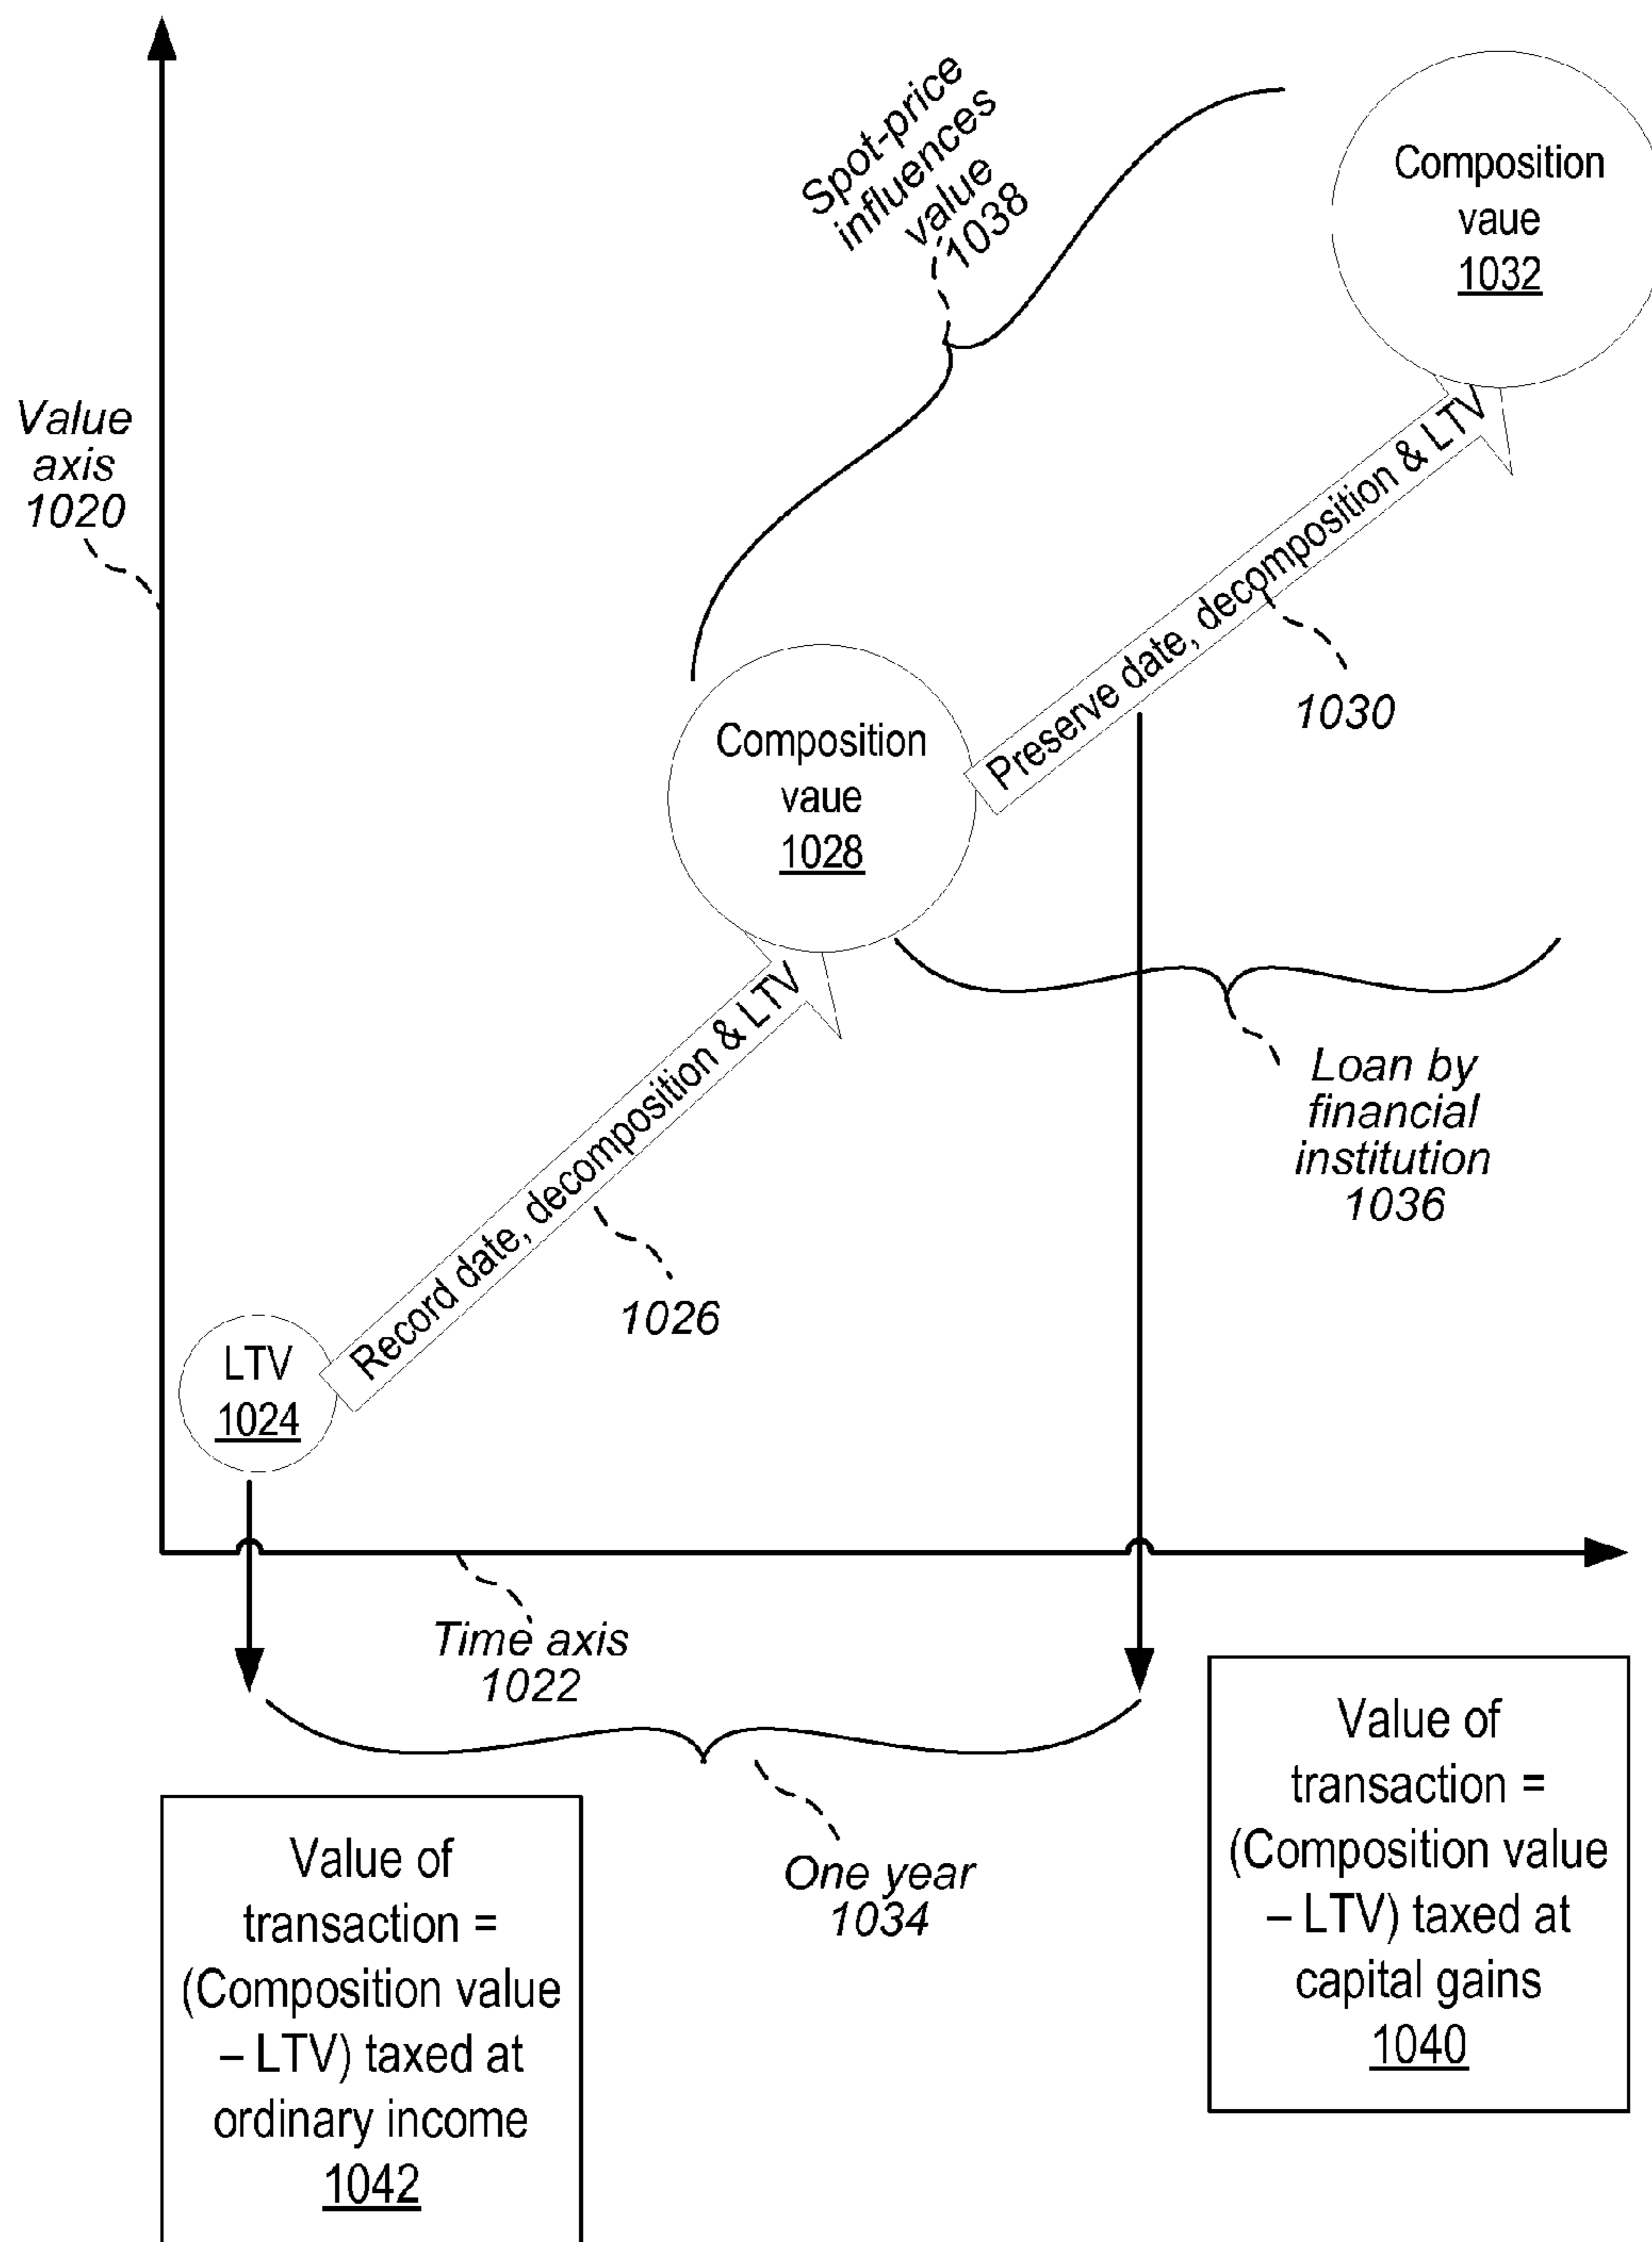 Spot-price
influences
value
1038
Composition
vaue
1032
Value
axis
1020
Preserve date, decomposition & LTV
1030
Composition
vaue
1028
Record date, decomposition & LTV
1026
Loan by
financial
institution
1036
LTV
1024
Time axis
1022
One year
1034
Value of
transaction =
(Composition value
– LTV) taxed at
capital gains
1040
Value of
transaction =
(Composition value
– LTV) taxed at
ordinary income
1042